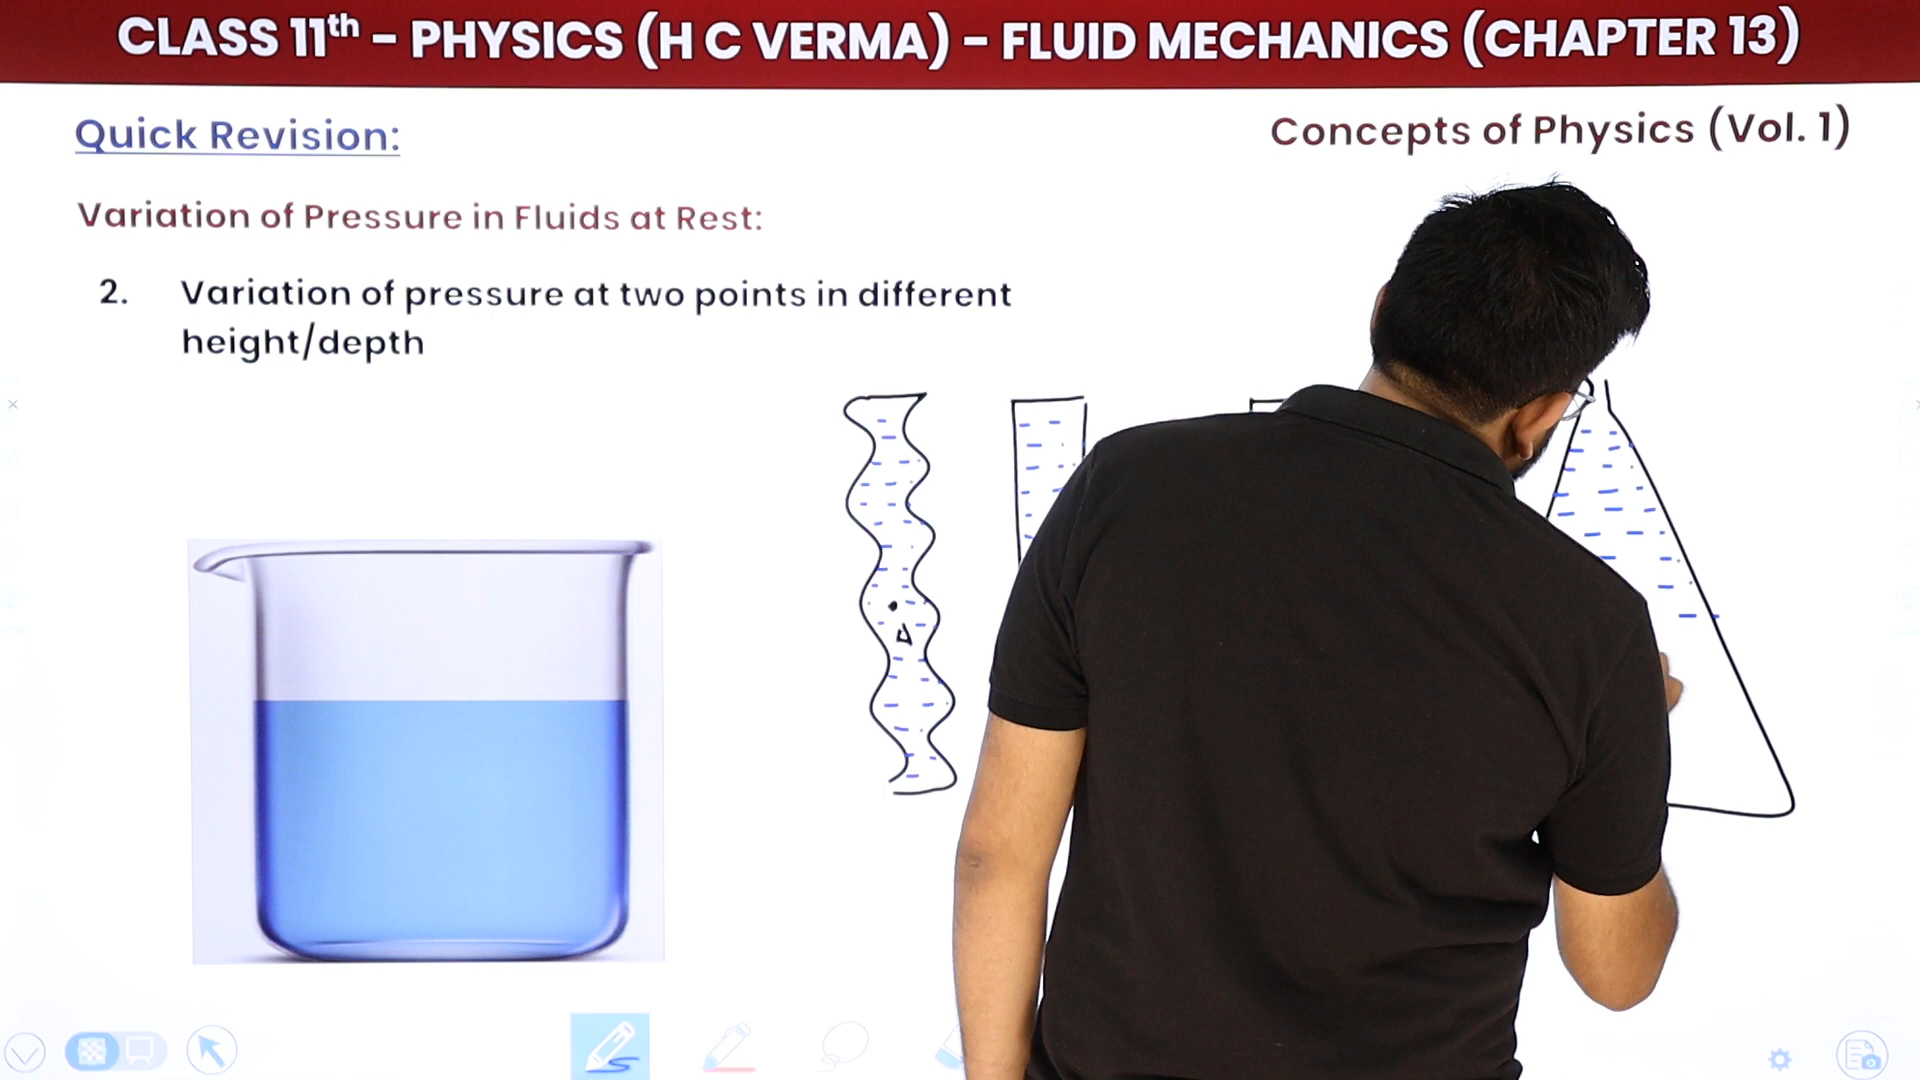 CLASS 11th - PHYSICS (H C VERMA) - FLUID MECHANICS (CHAPTER 13)
Quick Revision:
Concepts of Physics (Vol. 1)
Variation of Pressure in Fluids at Rest:
2. Variation of pressure at two points in different
height/depth